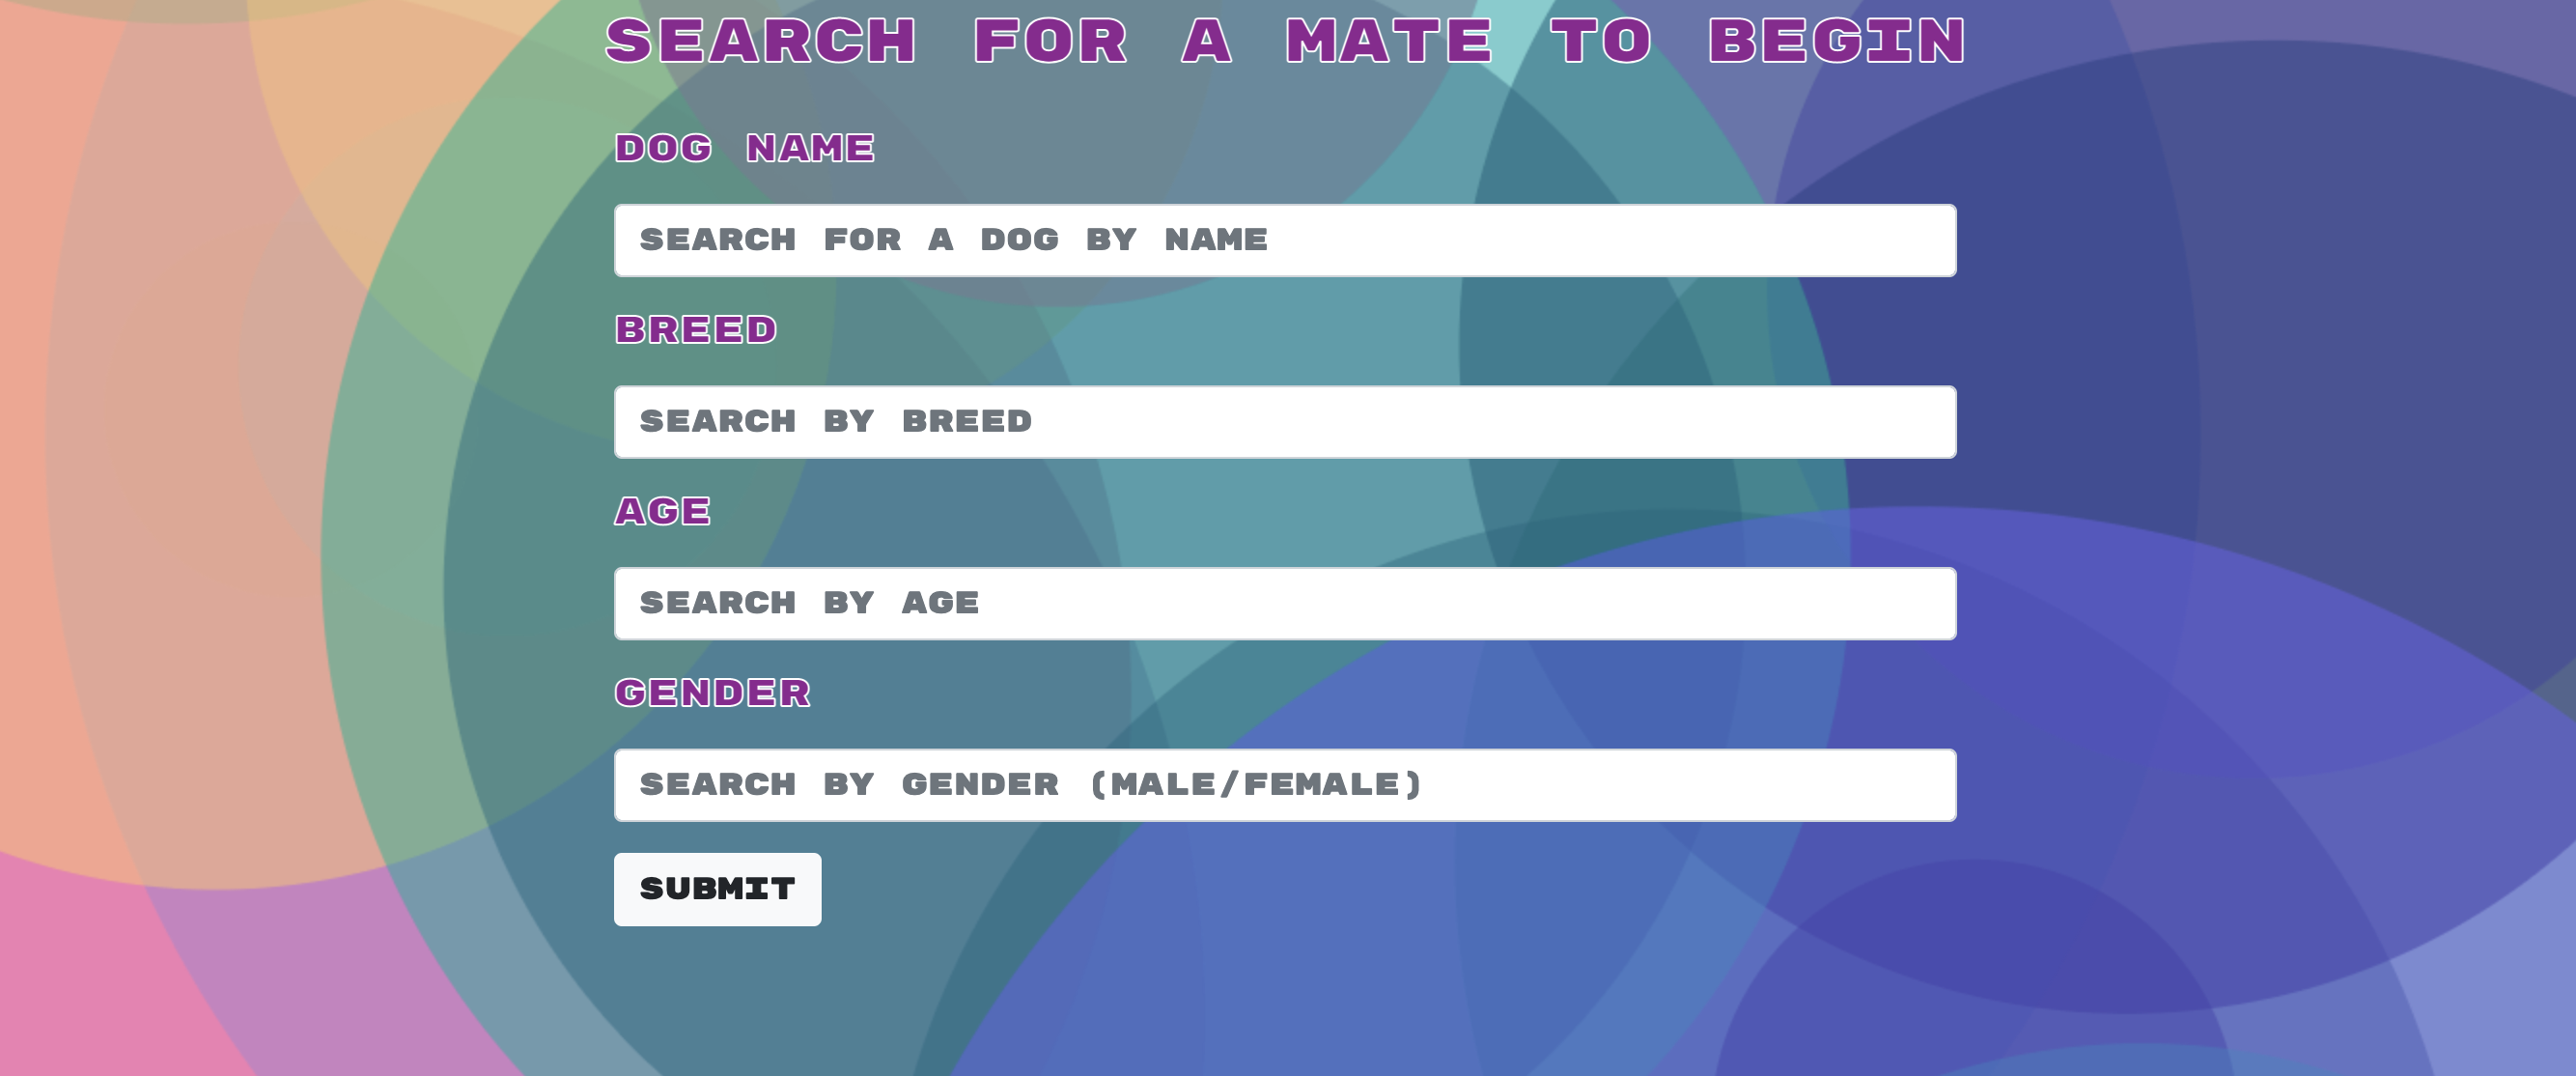 SEARCH FOR A MATE TO BEGIN
DOG NAME
SEARCH FOR A DOG BY NAME
BREED
SEARCH BY BREED
AGE
SEARCH BY AGE
GENDER
SEARCH BY GENDER (MALE/FEMALE)
SUBMIT